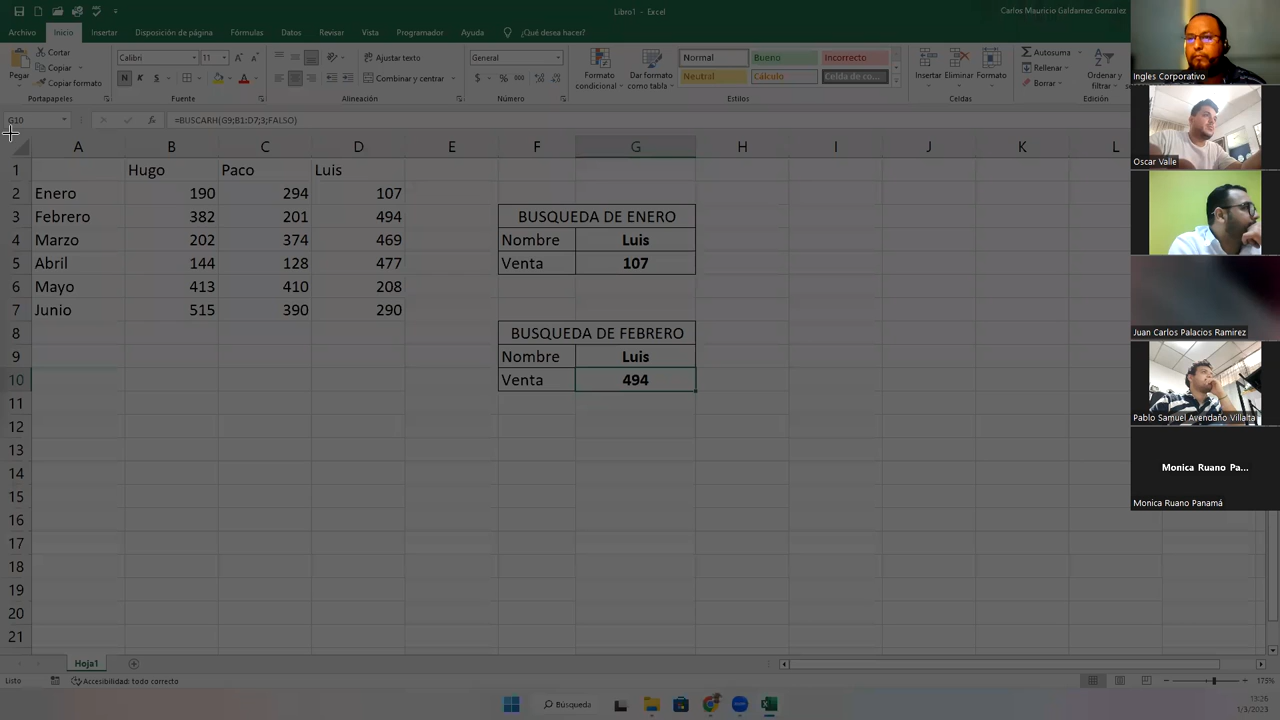 Libro1 - Excel
Carlos Mauricio Galdamez Gonzalez
Archivo Inicio Insertar Disposición de página Fórmulas Datos Revisar Vista Programador Ayuda ¿Qué desea hacer?
Pegar
Cortar
Copiar
Copiar formato
Portapapeles
Calibri 11
N K S
Fuente
Ajustar texto
Combinar y centrar
Alineación
General
$ % 000
Número
Formato condicional
Dar formato como tabla
Normal Bueno Incorrecto
Neutral Cálculo Celda de co...
Estilos
Insertar Eliminar Formato
Celdas
Autosuma
Rellenar
Borrar
Ordenar y
G10 =BUSCARH(G9;B1:D7;3;FALSO)
A B C D E F G H I J K L
1 Hugo Paco Luis
2 Enero 190 294 107
3 Febrero 382 201 494 BUSQUEDA DE ENERO
4 Marzo 202 374 469 Nombre Luis
5 Abril 144 128 477 Venta 107
6 Mayo 413 410 208
7 Junio 515 390 290
8 BUSQUEDA DE FEBRERO
9 Nombre Luis
10 Venta 494
11
12
13
14
15
16
17
18
19
20
21
Hoja1
Listo Accesibilidad: todo correcto 175%
Búsqueda
13:26
1/3/2023
Ingles Corporativo
Oscar Valle
Juan Carlos Palacios Ramirez
Pablo Samuel Avendaño Villalta
Monica Ruano Pa...
Monica Ruano Panamá